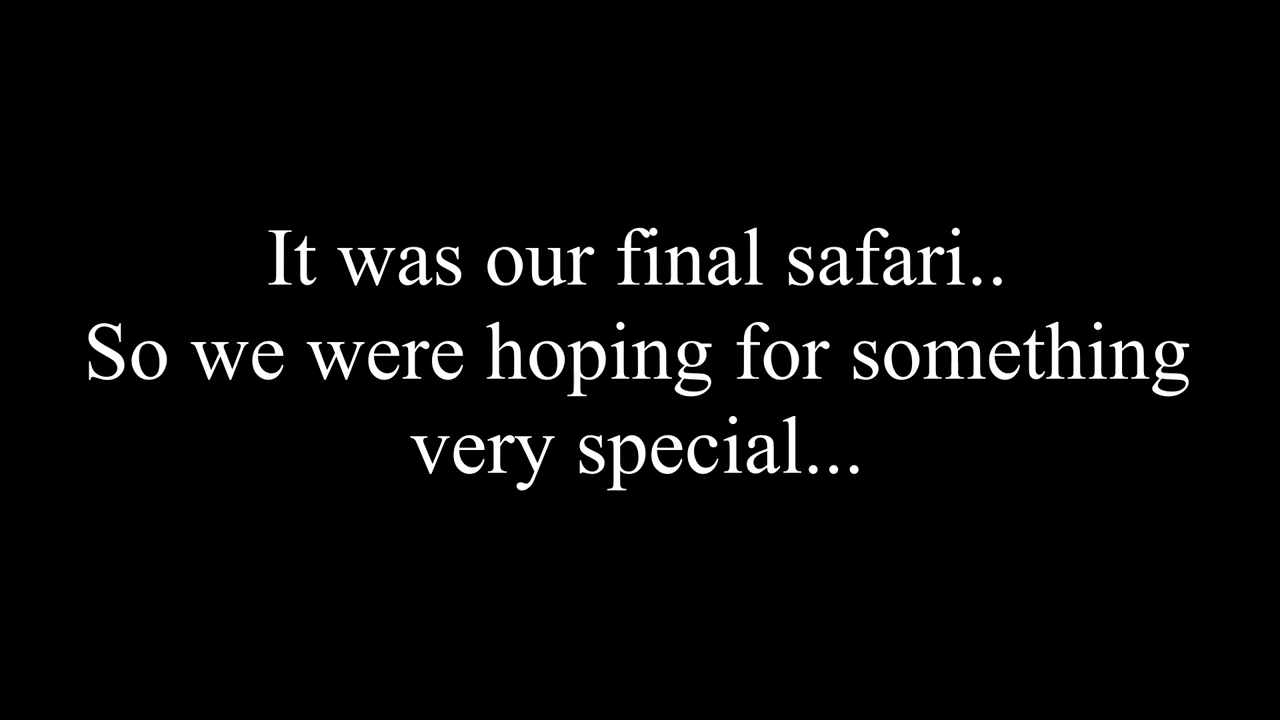 It was our final safari..
So we were hoping for something
very special...